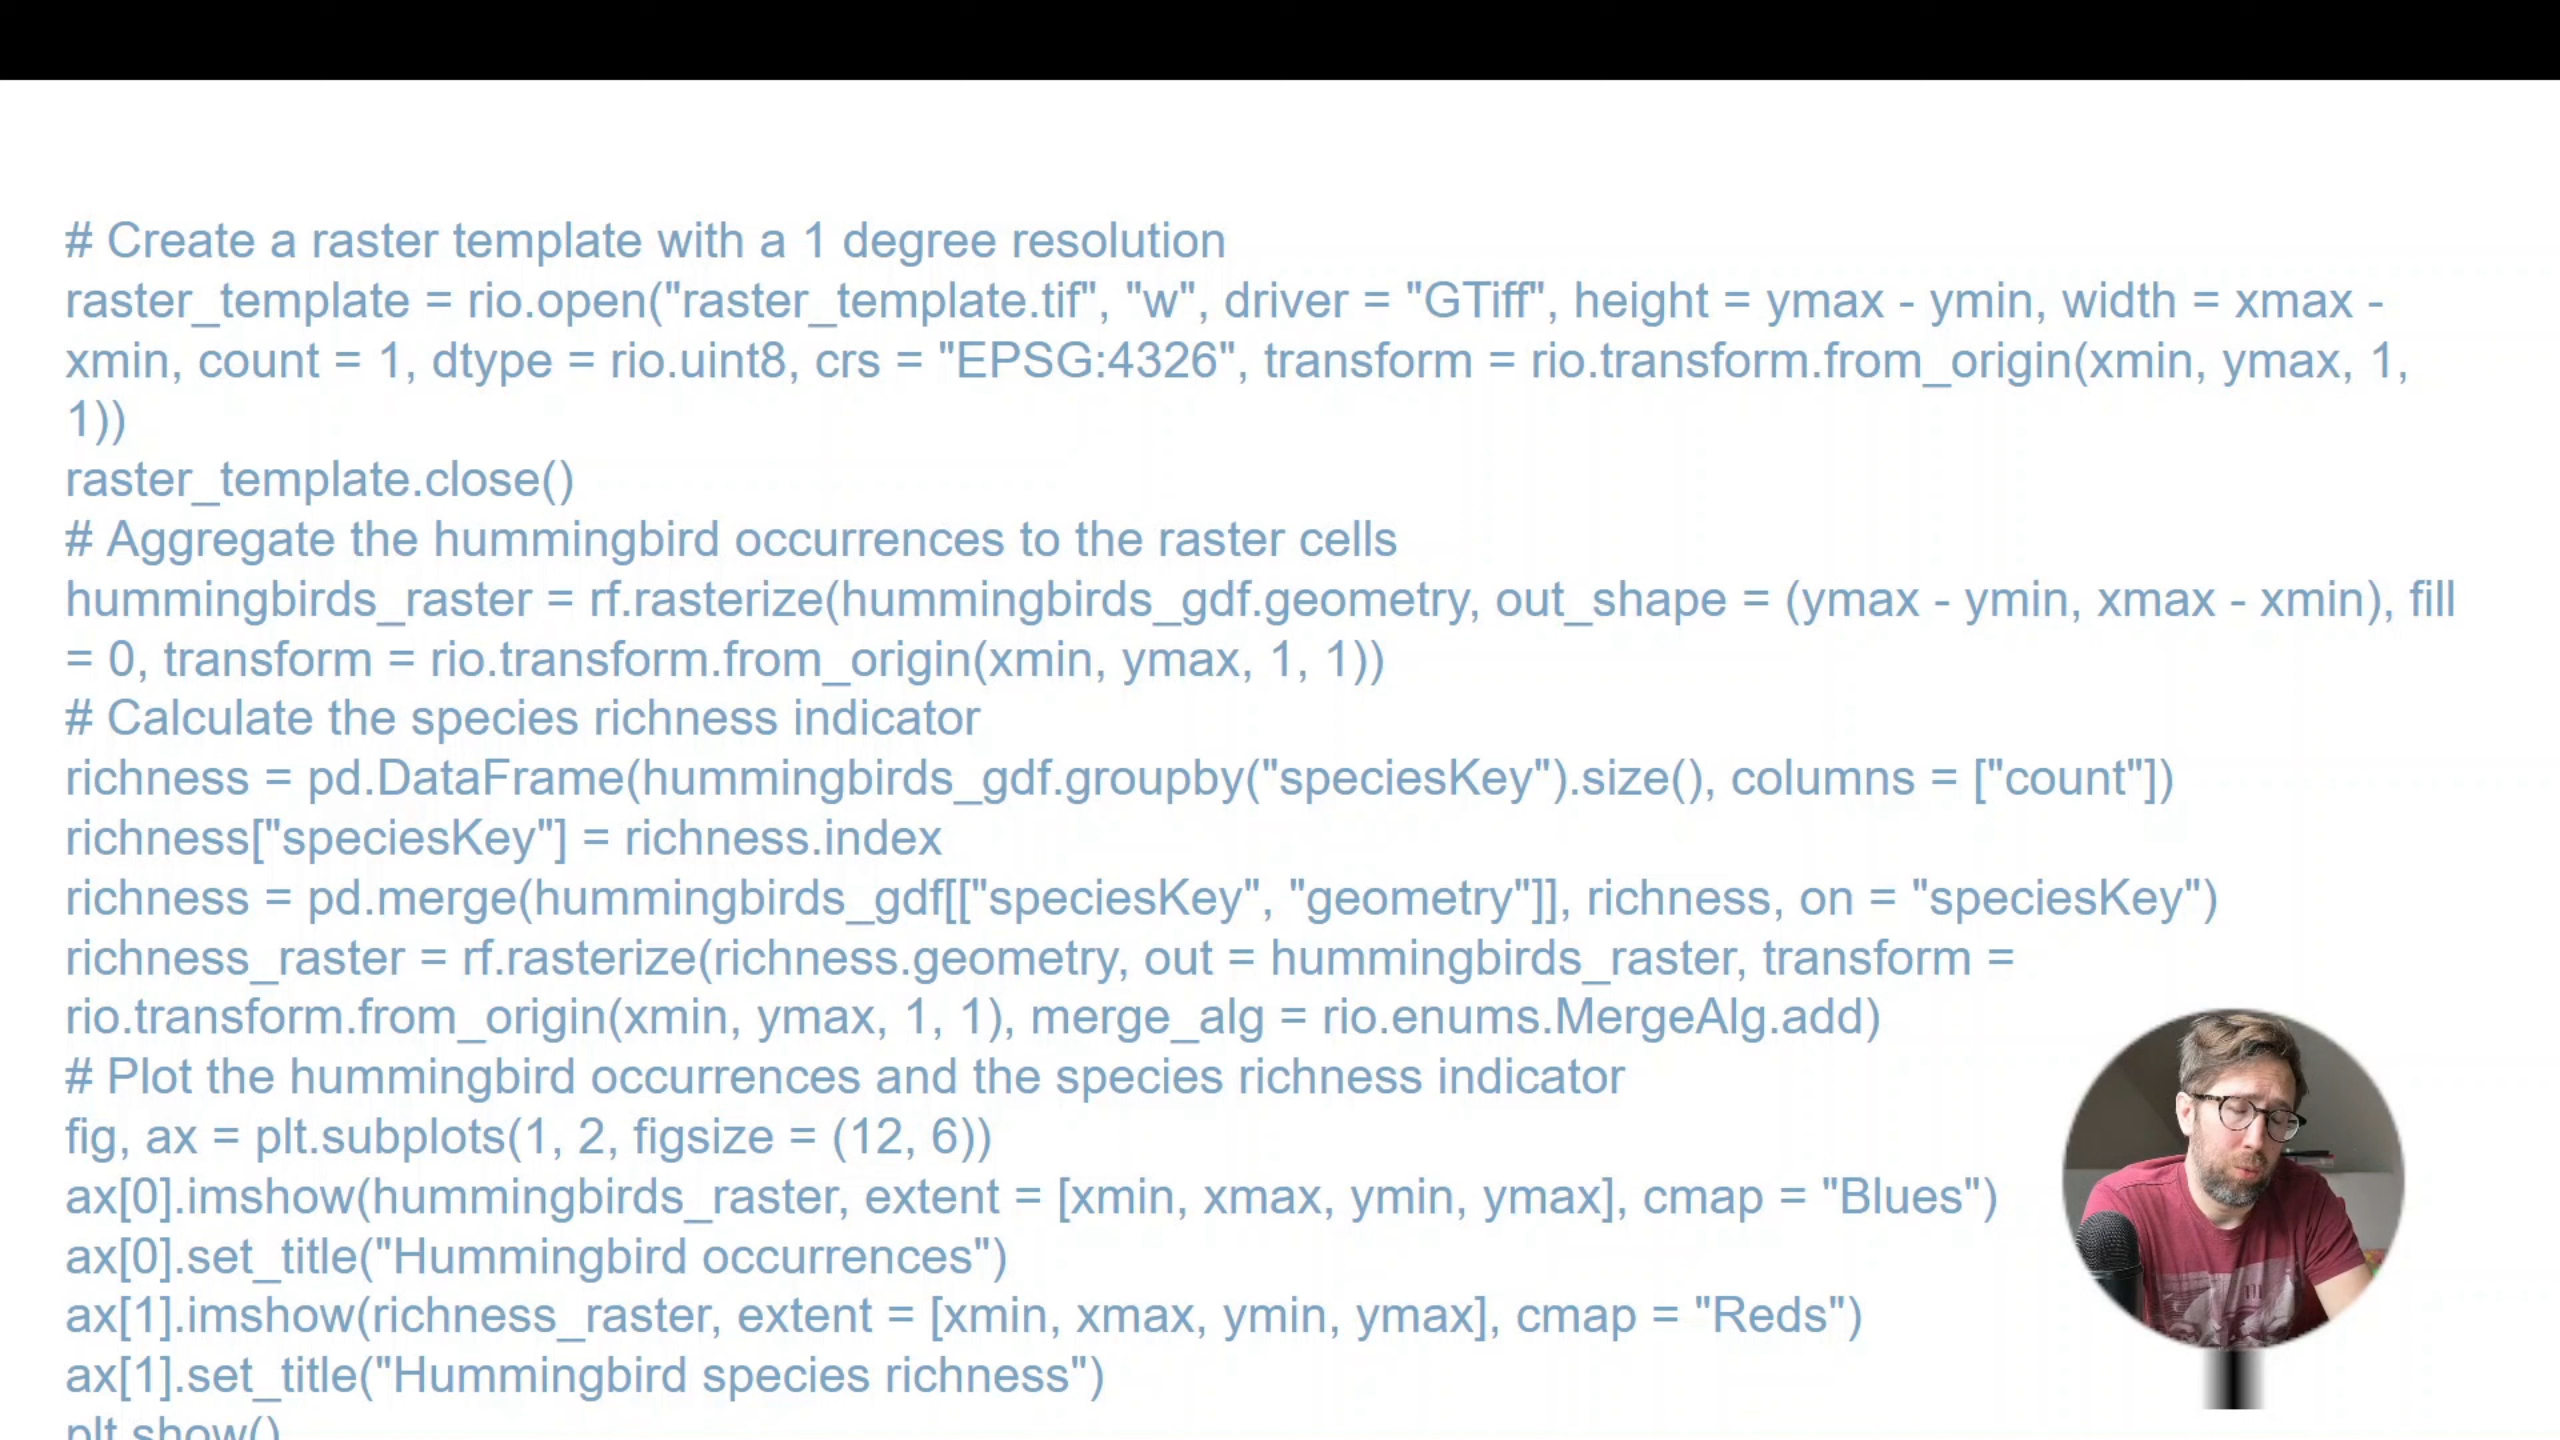 # Create a raster template with a 1 degree resolution
raster_template = rio.open("raster_template.tif", "w", driver = "GTiff", height = ymax - ymin, width = xmax -
xmin, count = 1, dtype = rio.uint8, crs = "EPSG:4326", transform = rio.transform.from_origin(xmin, ymax, 1,
1))
raster_template.close()
# Aggregate the hummingbird occurrences to the raster cells
hummingbirds_raster = rf.rasterize(hummingbirds_gdf.geometry, out_shape = (ymax - ymin, xmax - xmin), fill
= 0, transform = rio.transform.from_origin(xmin, ymax, 1, 1))
# Calculate the species richness indicator
richness = pd.DataFrame(hummingbirds_gdf.groupby("speciesKey").size(), columns = ["count"])
richness["speciesKey"] = richness.index
richness = pd.merge(hummingbirds_gdf[["speciesKey", "geometry"]], richness, on = "speciesKey")
richness_raster = rf.rasterize(richness.geometry, out = hummingbirds_raster, transform =
rio.transform.from_origin(xmin, ymax, 1, 1), merge_alg = rio.enums.MergeAlg.add)
# Plot the hummingbird occurrences and the species richness indicator
fig, ax = plt.subplots(1, 2, figsize = (12, 6))
ax[0].imshow(hummingbirds_raster, extent = [xmin, xmax, ymin, ymax], cmap = "Blues")
ax[0].set_title("Hummingbird occurrences")
ax[1].imshow(richness_raster, extent = [xmin, xmax, ymin, ymax], cmap = "Reds")
ax[1].set_title("Hummingbird species richness")
plt.show()